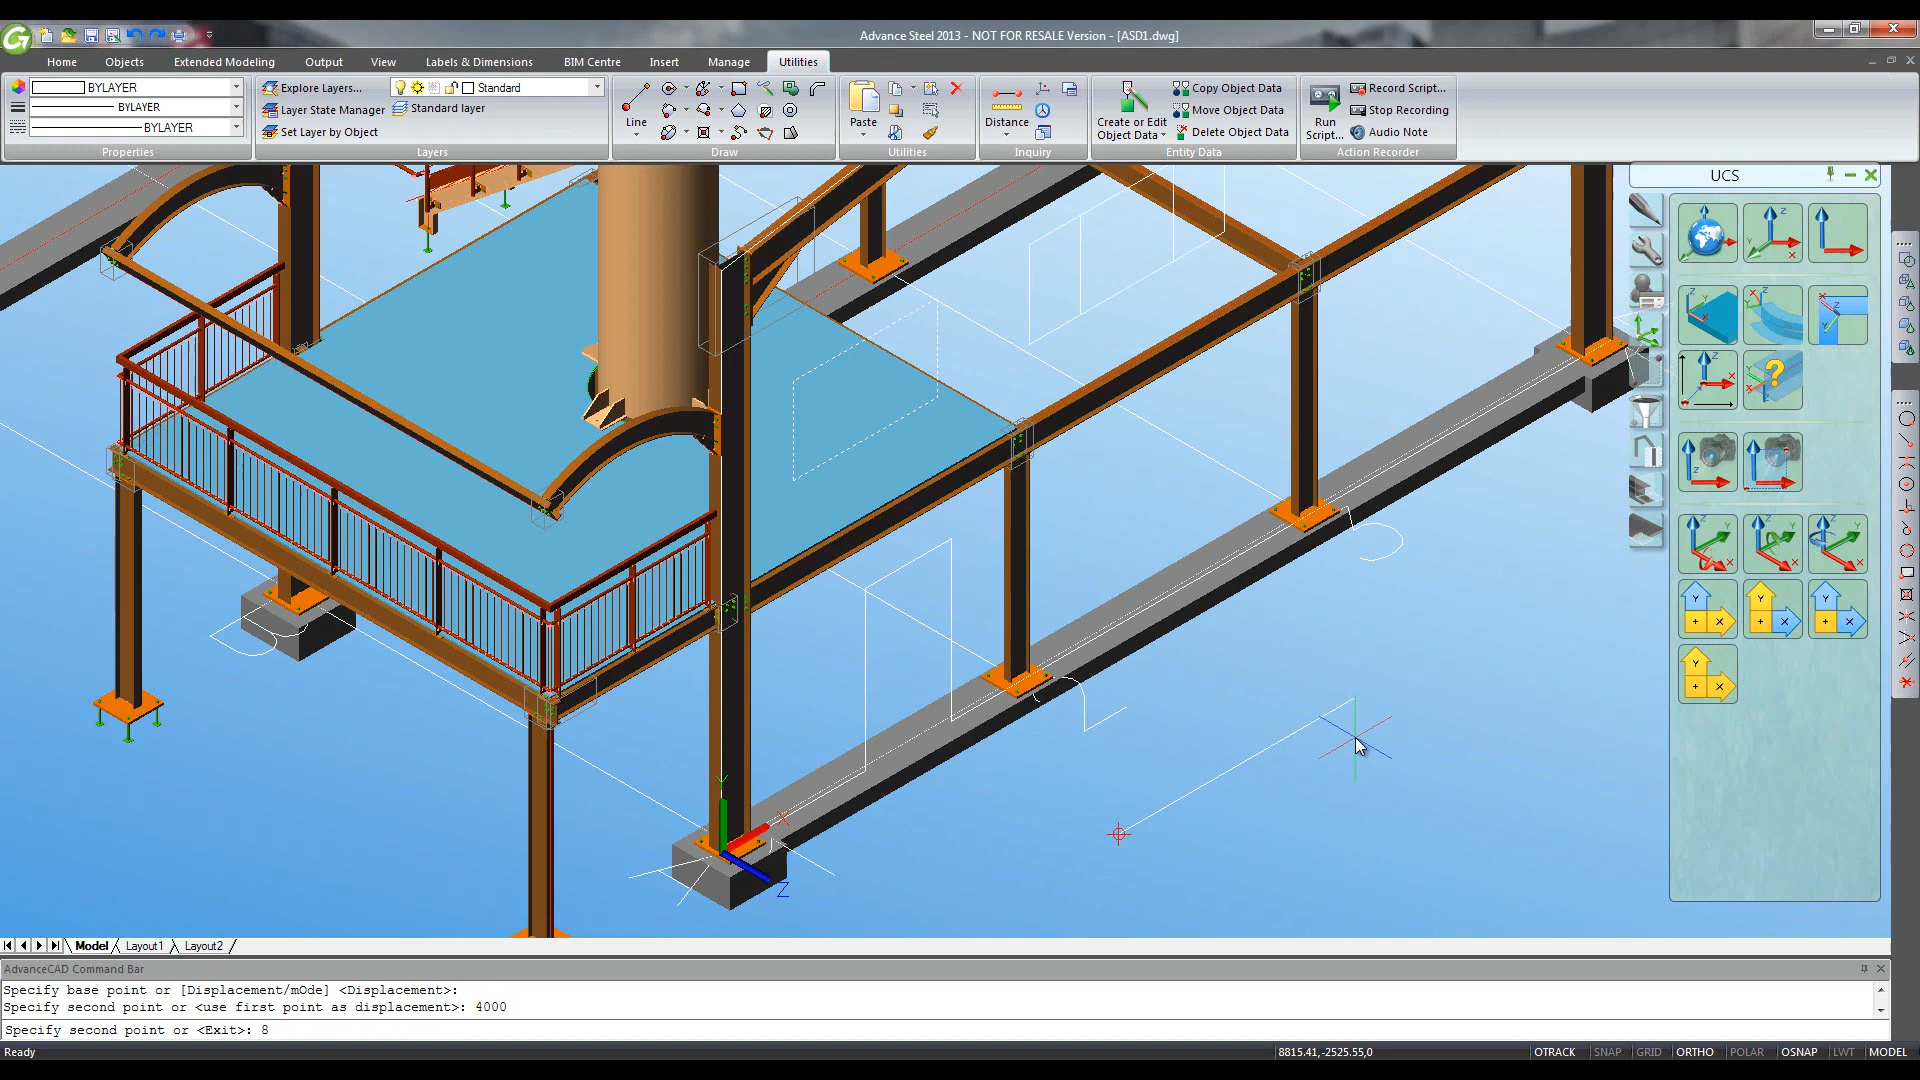 Advance Steel 2013 - NOT FOR RESALE Version - [ASD1.dwg]
Home Objects Extended Modeling Output View Labels & Dimensions BIM Centre Insert Manage Utilities
BYLAYER
BYLAYER
BYLAYER
Properties
Explore Layers...
Standard
Layer State Manager
Standard layer
Set Layer by Object
Layers
Line
Draw
Paste
Utilities
Distance
Inquiry
Create or Edit
Object Data
Copy Object Data
Move Object Data
Delete Object Data
Entity Data
Run
Script...
Record Script...
Stop Recording
Audio Note
Action Recorder
UCS
X
Y
Z
Model Layout1 Layout2
AdvanceCAD Command Bar
Specify base point or [Displacement/mOde] <Displacement>:
Specify second point or <use first point as displacement>: 4000
Specify second point or <Exit>: 8
Ready
8815.41,-2525.55,0
OTRACK SNAP GRID ORTHO POLAR OSNAP LWT MODEL